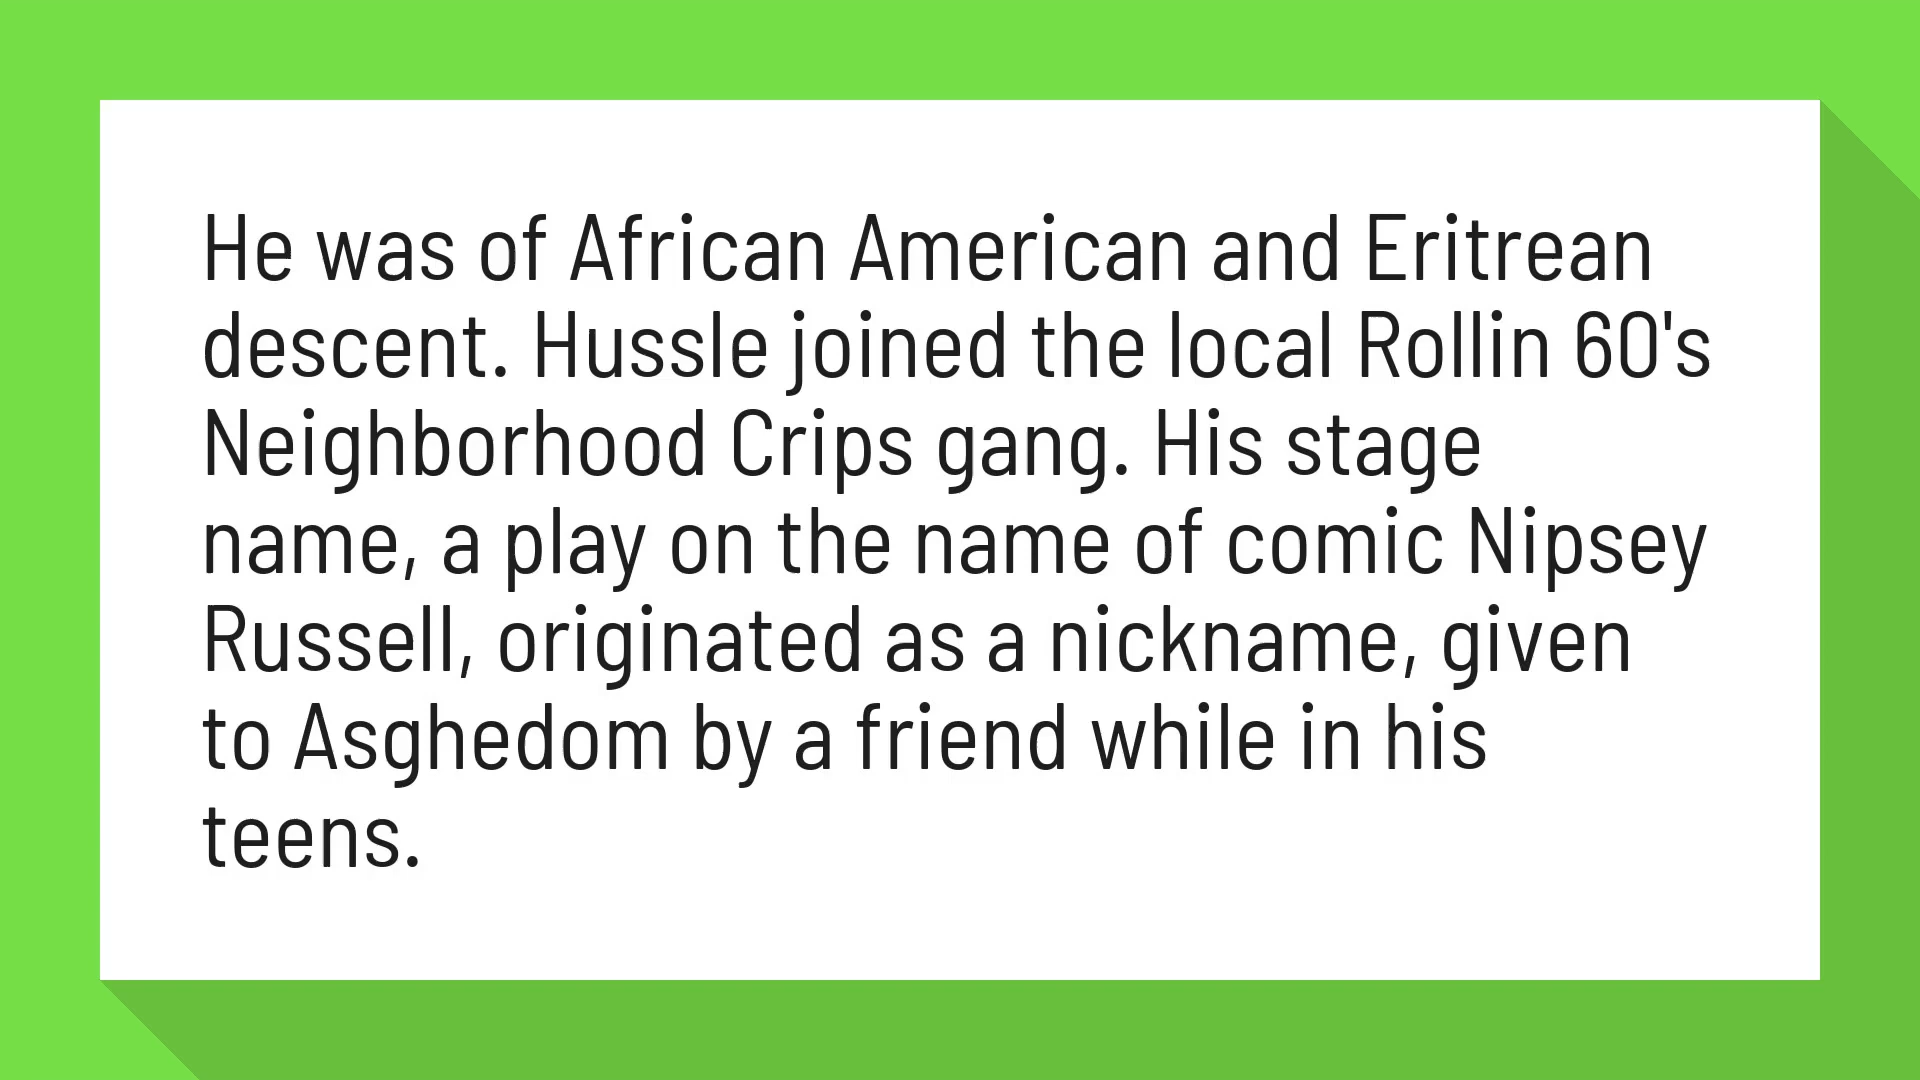 He was of African American and Eritrean
descent. Hussle joined the local Rollin 60's
Neighborhood Crips gang. His stage
name, a play on the name of comic Nipsey
Russell, originated as a nickname, given
to Asghedom by a friend while in his
teens.